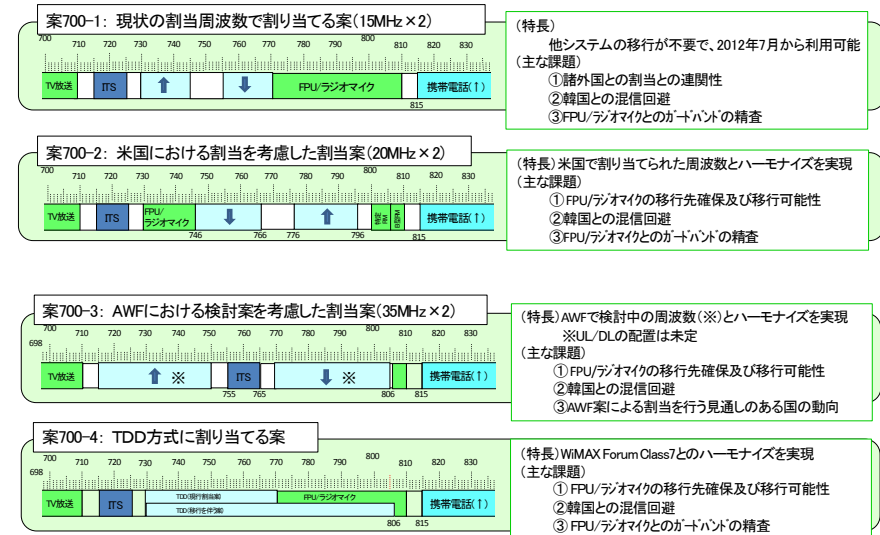 案700-1: 現状の割当周波数で割り当てる案(15MHz×2)
700 710 720 730 740 750 760 770 780 790 800 810 820 830
TV放送 ITS ⬆ ⬇ FPU/ラジオマイク 携帯電話(↑)
815
(特長)
他システムの移行が不要で、2012年7月から利用可能
(主な課題)
①諸外国との割当との関連性
②韓国との混信回避
③FPU/ラジオマイクとのガードバンドの精査
案700-2: 米国における割当を考慮した割当案(20MHz×2)
700 710 720 730 740 750 760 770 780 790 800 810 820 830
TV放送 ITS FPU/ラジオマイク ⬇ ⬆ 特定RM B型RM 携帯電話(↑)
746 766 776 796 815
(特長)米国で割り当てられた周波数とハーモナイズを実現
(主な課題)
①FPU/ラジオマイクの移行先確保及び移行可能性
②韓国との混信回避
③FPU/ラジオマイクとのガードバンドの精査
案700-3: AWFにおける検討案を考慮した割当案(35MHz×2)
700 710 720 730 740 750 760 770 780 790 800 810 820 830
698
TV放送 ⬆ ※ ITS ⬇ ※ 携帯電話(↑)
755 765 806 815
(特長)AWFで検討中の周波数(※)とハーモナイズを実現
※UL/DLの配置は未定
(主な課題)
①FPU/ラジオマイクの移行先確保及び移行可能性
②韓国との混信回避
③AWF案による割当を行う見通しのある国の動向
案700-4: TDD方式に割り当てる案
700 710 720 730 740 750 760 770 780 790 800 810 820 830
698
TV放送 ITS TDD(現行割当案) FPU/ラジオマイク 携帯電話(↑)
TDD(移行を伴う案)
806 815
(特長)WiMAX Forum Class7とのハーモナイズを実現
(主な課題)
①FPU/ラジオマイクの移行先確保及び移行可能性
②韓国との混信回避
③FPU/ラジオマイクとのガードバンドの精査